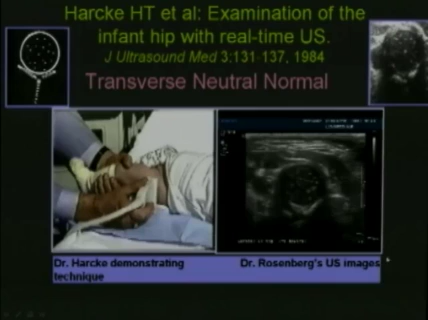 Harcke HT et al: Examination of the
infant hip with real-time US.
J Ultrasound Med 3:131-137, 1984
Transverse Neutral Normal
Dr. Harcke demonstrating
technique
Dr. Rosenberg's US images